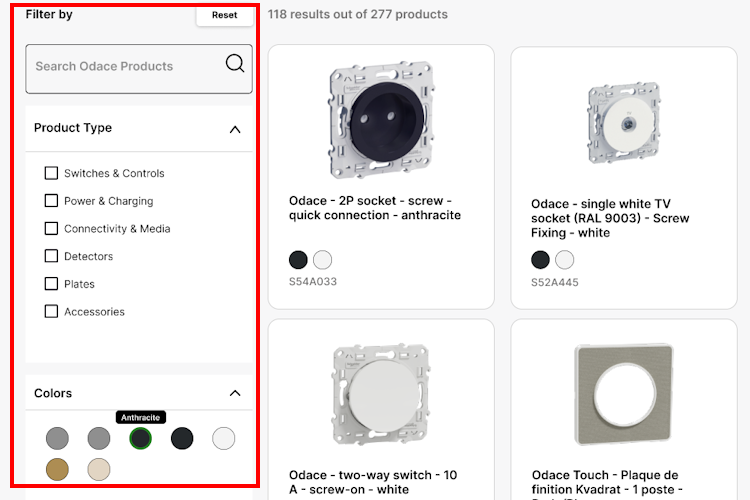 Filter by
Reset
118 results out of 277 products
Search Odace Products
Product Type
Switches & Controls
Power & Charging
Connectivity & Media
Detectors
Plates
Accessories
Colors
Anthracite
Odace - 2P socket - screw -
quick connection - anthracite
S54A033
Odace - single white TV
socket (RAL 9003) - Screw
Fixing - white
S52A445
Odace - two-way switch - 10
A - screw-on - white
Odace Touch - Plaque de
finition Kvadrat - 1 poste -